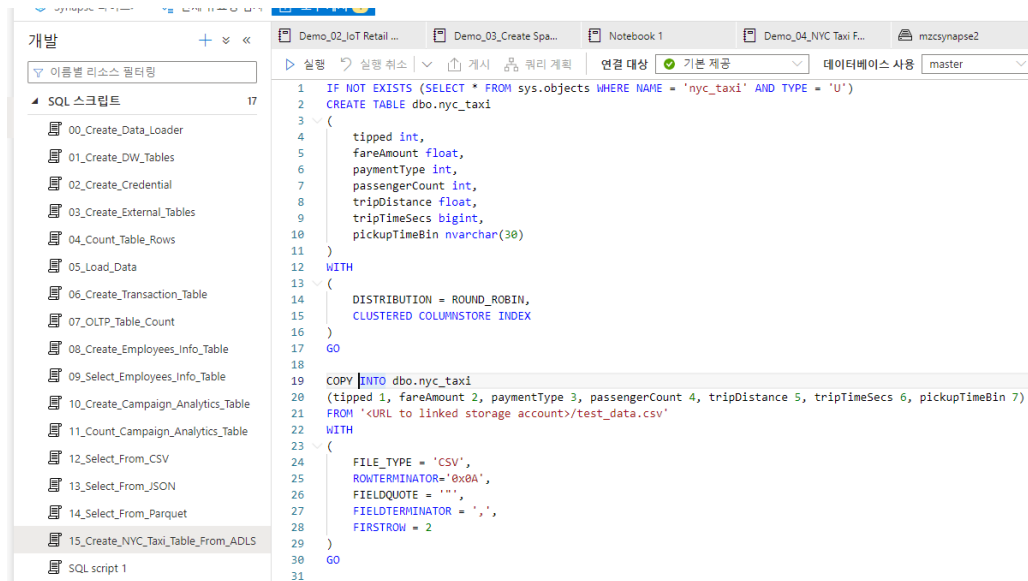 개발
이름별 리소스 필터링
SQL 스크립트 17
00_Create_Data_Loader
01_Create_DW_Tables
02_Create_Credential
03_Create_External_Tables
04_Count_Table_Rows
05_Load_Data
06_Create_Transaction_Table
07_OLTP_Table_Count
08_Create_Employees_Info_Table
09_Select_Employees_Info_Table
10_Create_Campaign_Analytics_Table
11_Count_Campaign_Analytics_Table
12_Select_From_CSV
13_Select_From_JSON
14_Select_From_Parquet
15_Create_NYC_Taxi_Table_From_ADLS
SQL script 1
Demo_02_IoT Retail ... Demo_03_Create Spa... Notebook 1 Demo_04_NYC Taxi F... mzcsynapse2
실행 실행 취소 게시 쿼리 계획 연결 대상 기본 제공 데이터베이스 사용 master
1 IF NOT EXISTS (SELECT * FROM sys.objects WHERE NAME = 'nyc_taxi' AND TYPE = 'U')
2 CREATE TABLE dbo.nyc_taxi
3 (
4 tipped int,
5 fareAmount float,
6 paymentType int,
7 passengerCount int,
8 tripDistance float,
9 tripTimeSecs bigint,
10 pickupTimeBin nvarchar(30)
11 )
12 WITH
13 (
14 DISTRIBUTION = ROUND_ROBIN,
15 CLUSTERED COLUMNSTORE INDEX
16 )
17 GO
18
19 COPY INTO dbo.nyc_taxi
20 (tipped 1, fareAmount 2, paymentType 3, passengerCount 4, tripDistance 5, tripTimeSecs 6, pickupTimeBin 7)
21 FROM '<URL to linked storage account>/test_data.csv'
22 WITH
23 (
24 FILE_TYPE = 'CSV',
25 ROWTERMINATOR='0x0A',
26 FIELDQUOTE = '"',
27 FIELDTERMINATOR = ',',
28 FIRSTROW = 2
29 )
30 GO
31